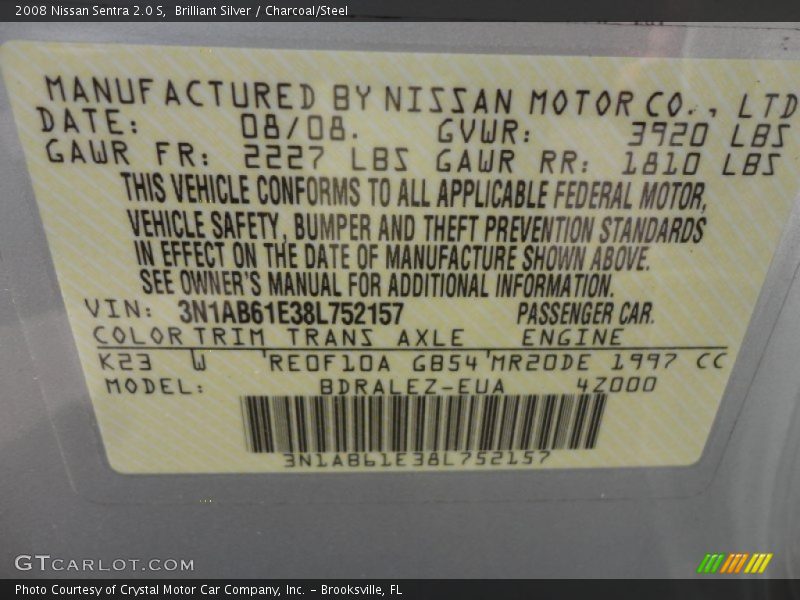 2008 Nissan Sentra 2.0 S, Brilliant Silver / Charcoal/Steel
MANUFACTURED BY NISSAN MOTOR CO., LTD
DATE: 08/08. GVWR: 3920 LBS
GAWR FR: 2227 LBS GAWR RR: 1810 LBS
THIS VEHICLE CONFORMS TO ALL APPLICABLE FEDERAL MOTOR,
VEHICLE SAFETY, BUMPER AND THEFT PREVENTION STANDARDS
IN EFFECT ON THE DATE OF MANUFACTURE SHOWN ABOVE.
SEE OWNER'S MANUAL FOR ADDITIONAL INFORMATION.
VIN: 3N1AB61E38L752157 PASSENGER CAR.
COLOR TRIM TRANS AXLE ENGINE
K23 W 'RE0F10A GB54'MR20DE 1997 CC
MODEL: BDRALEZ-EUA 4Z000
3N1AB61E38L752157
GTCARLOT.COM
Photo Courtesy of Crystal Motor Car Company, Inc. – Brooksville, FL